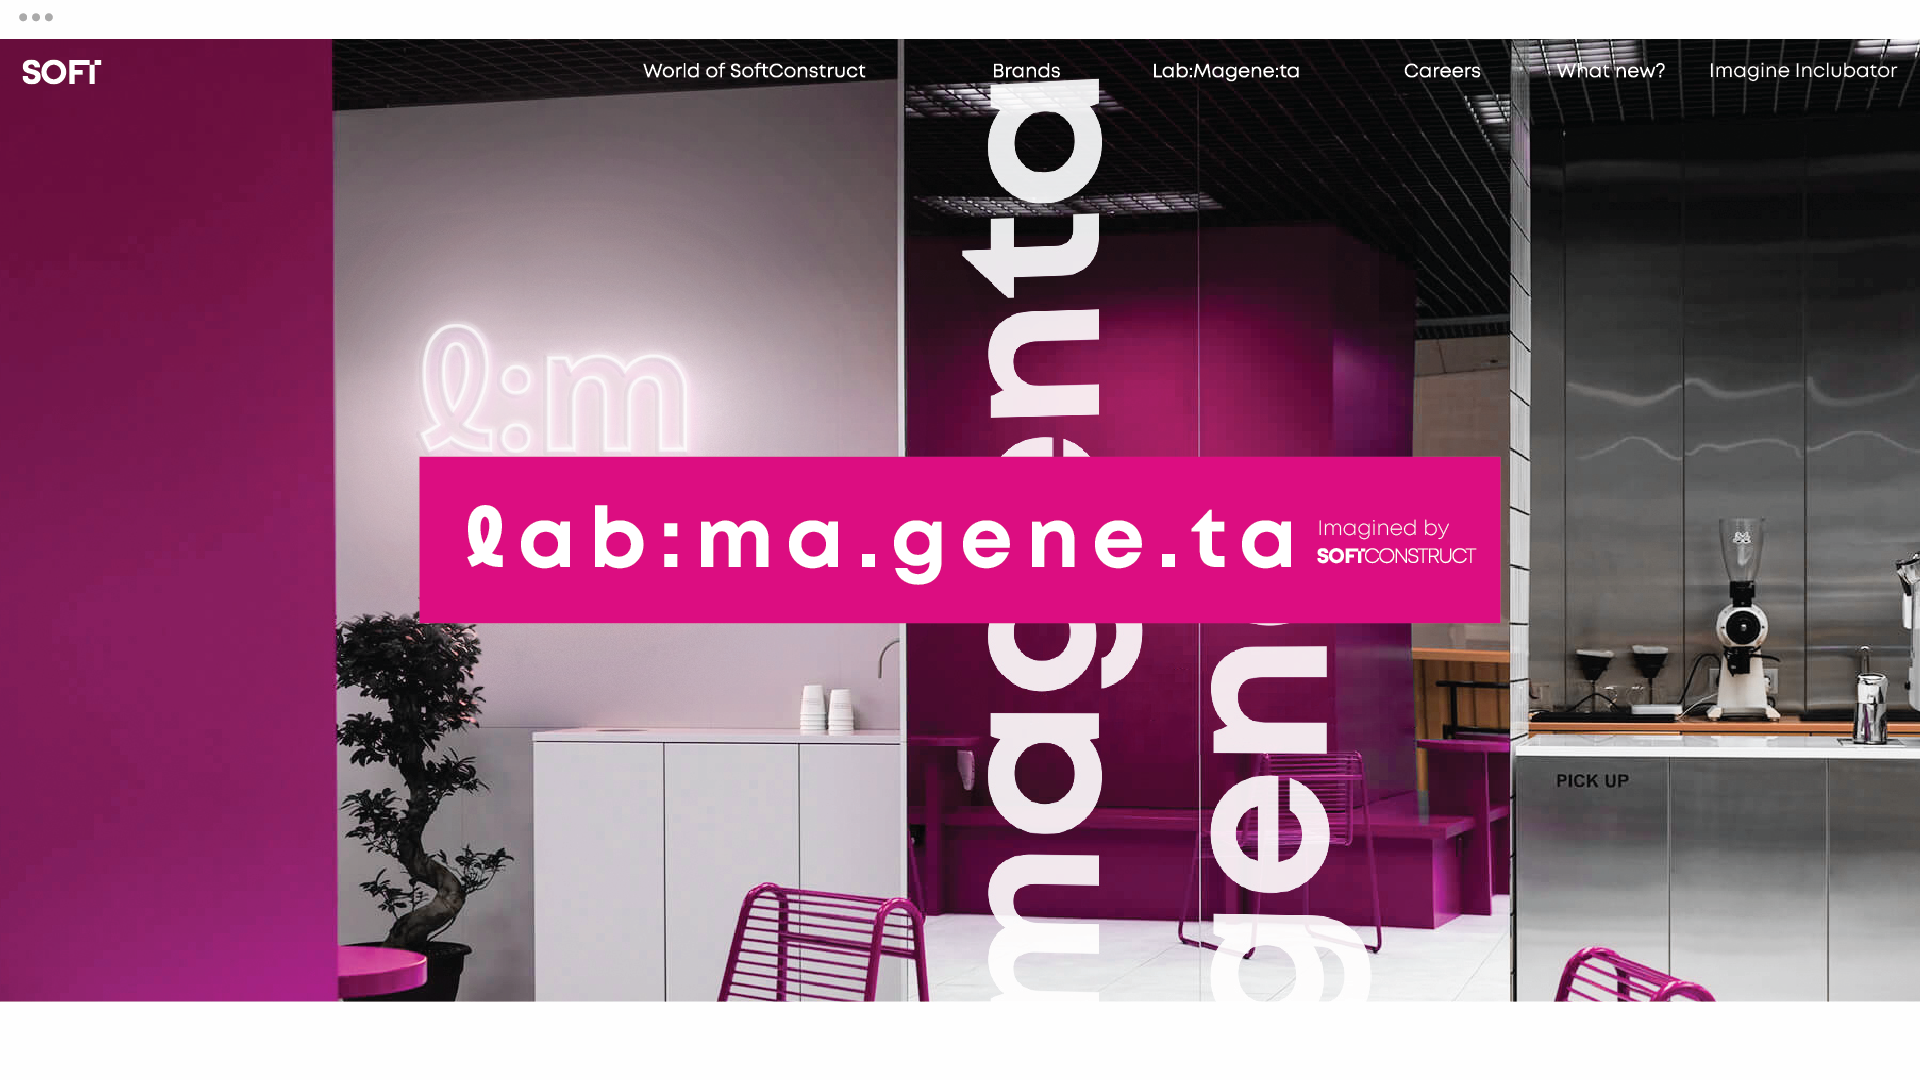 SOFT
World of SoftConstruct
Brands
Lab:Magene:ta
Careers
What new?
Imagine Inclubator
l:m
lab:ma.gene.ta
Imagined by
SOFTCONSTRUCT
magenta
gene
PICK UP